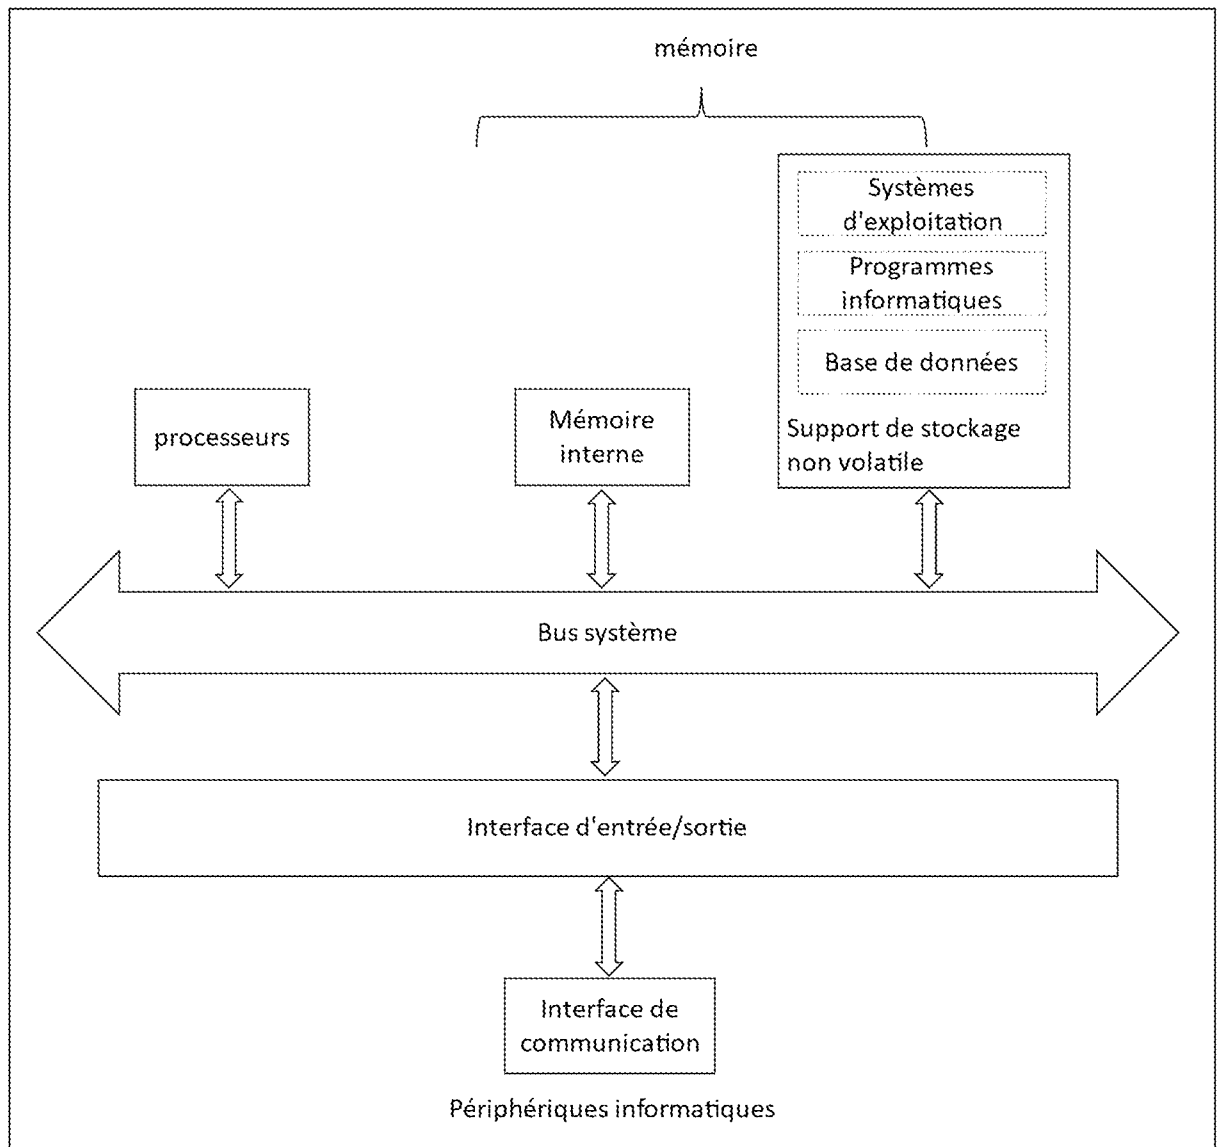 mémoire
Systèmes
d'exploitation
Programmes
informatiques
Base de données
Support de stockage
non volatile
processeurs
Mémoire
interne
Bus système
Interface d'entrée/sortie
Interface de
communication
Périphériques informatiques